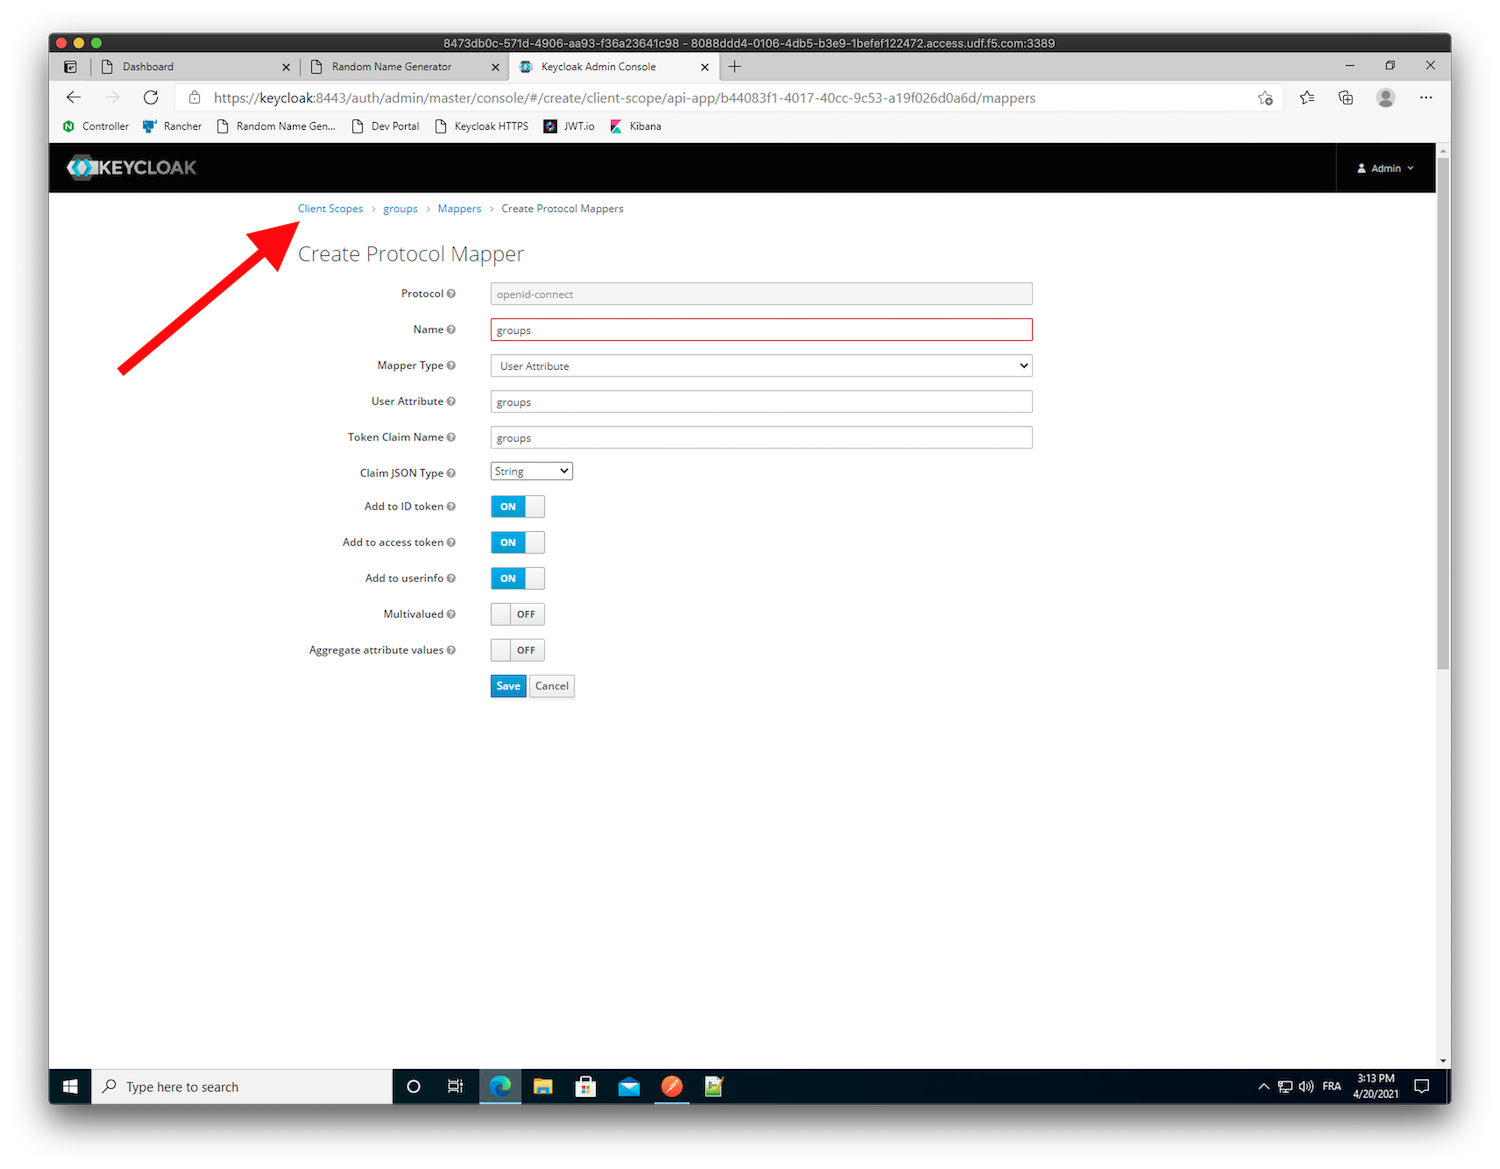 8473db0c-571d-4906-aa93-f36a23641c98 - 8088ddd4-0106-4db5-b3e9-1befef122472.access.udf.f5.com:3389
Dashboard
Random Name Generator
Keycloak Admin Console
https://keycloak:8443/auth/admin/master/console/#/create/client-scope/api-app/b44083f1-4017-40cc-9c53-a19f026d0a6d/mappers
Controller Rancher Random Name Gen... Dev Portal Keycloak HTTPS JWT.io Kibana
KEYCLOAK
Admin
Client Scopes > groups > Mappers > Create Protocol Mappers
Create Protocol Mapper
Protocol openid-connect
Name groups
Mapper Type User Attribute
User Attribute groups
Token Claim Name groups
Claim JSON Type String
Add to ID token ON
Add to access token ON
Add to userinfo ON
Multivalued OFF
Aggregate attribute values OFF
Save Cancel
Type here to search
FRA
3:13 PM
4/20/2021